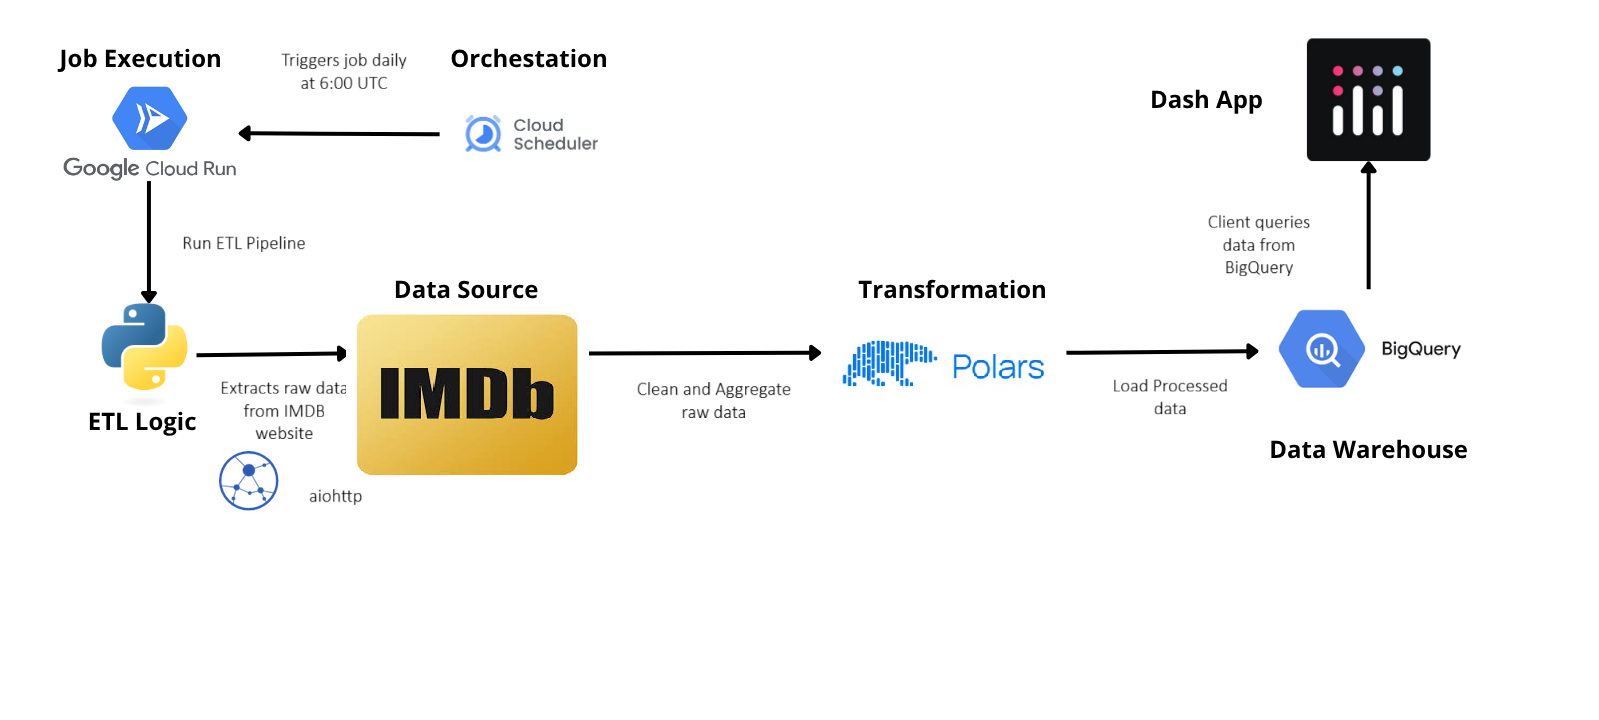 Job Execution
Triggers job daily
at 6:00 UTC
Orchestation
Cloud
Scheduler
Google Cloud Run
Dash App
Run ETL Pipeline
Client queries
data from
BigQuery
Data Source
Transformation
IMDb
Polars
BigQuery
Extracts raw data
from IMDB
website
ETL Logic
aiohttp
Clean and Aggregate
raw data
Load Processed
data
Data Warehouse